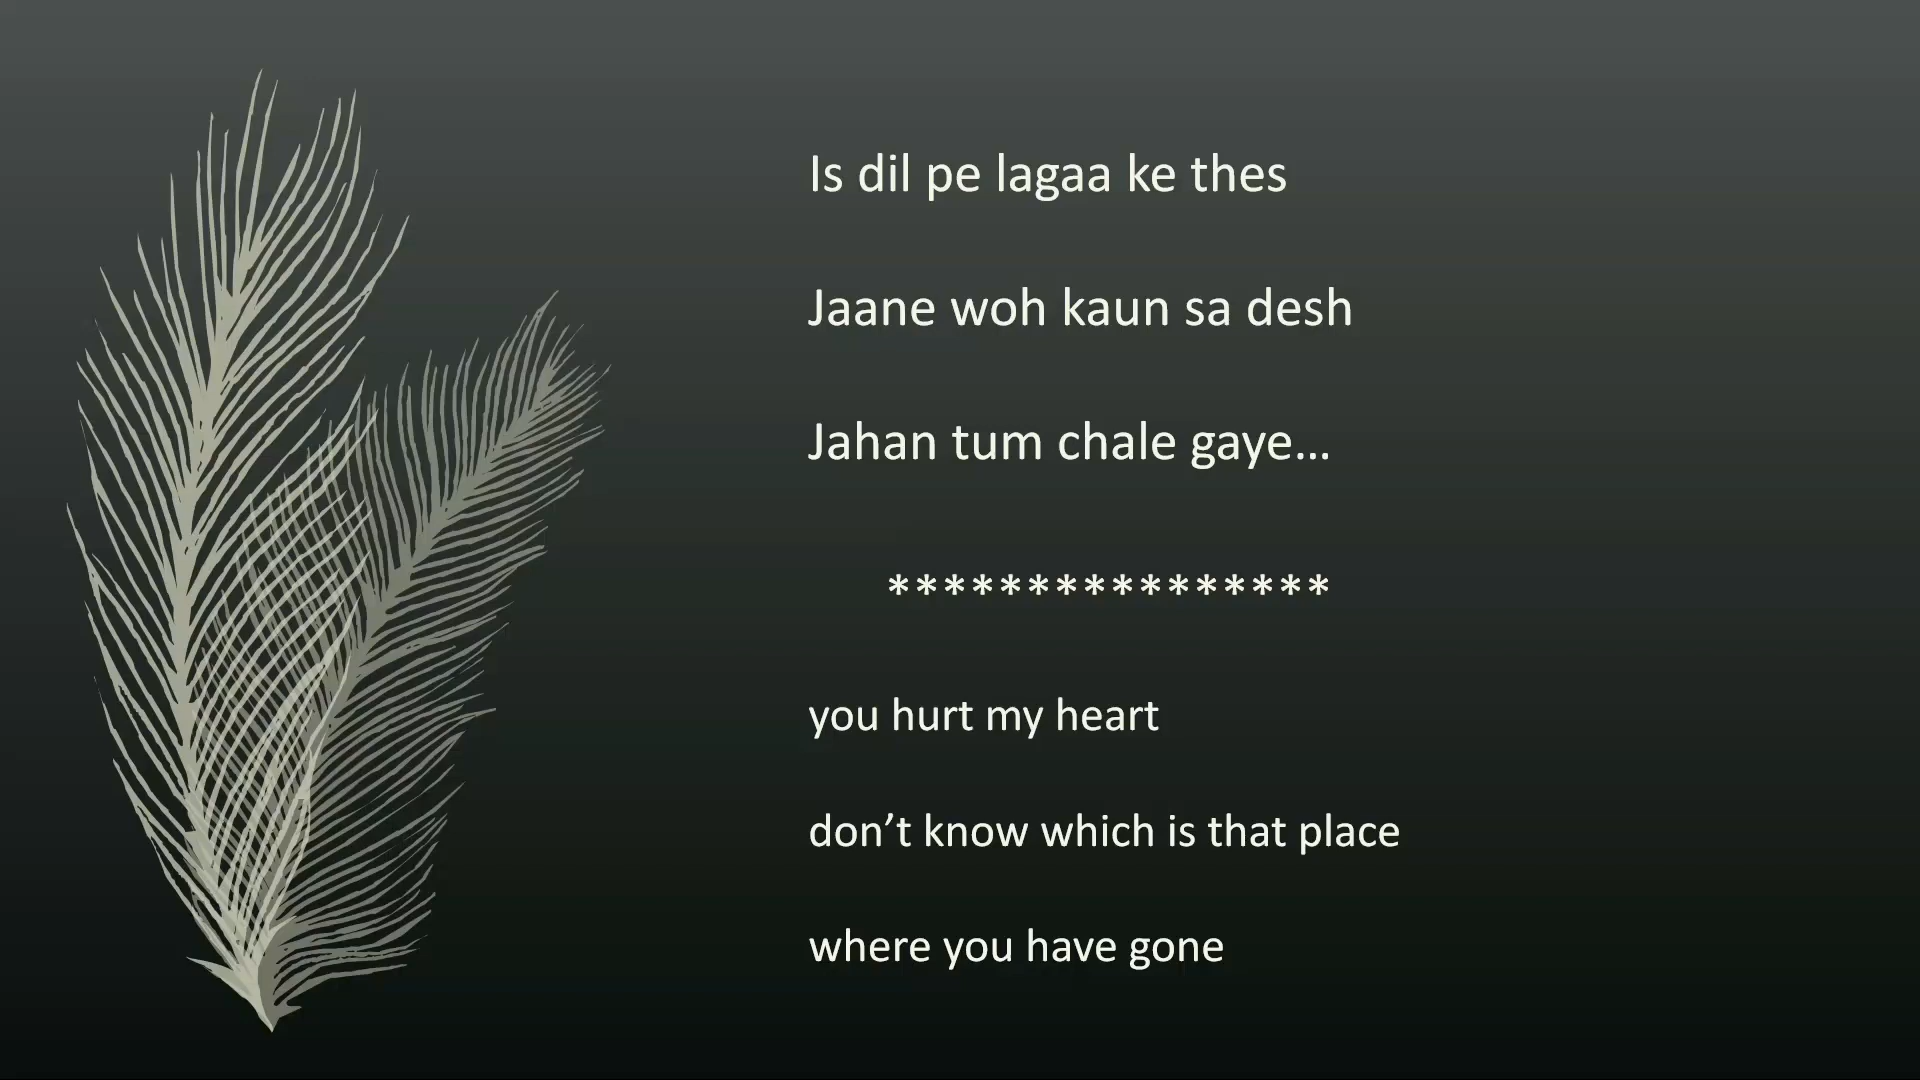 Is dil pe lagaa ke thes
Jaane woh kaun sa desh
Jahan tum chale gaye…
****************
you hurt my heart
don’t know which is that place
where you have gone